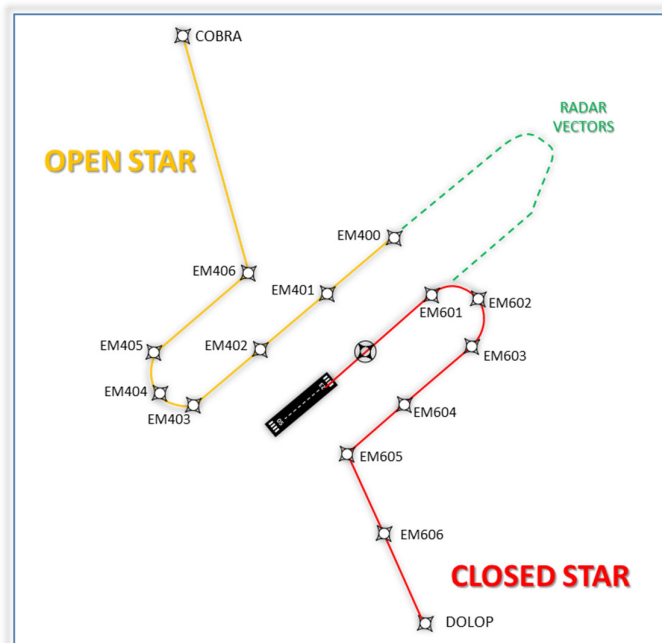 COBRA
RADAR
VECTORS
OPEN STAR
EM400
EM406
EM401
EM601
EM602
EM405
EM402
EM603
EM404
EM403
EM604
EM605
EM606
CLOSED STAR
DOLOP